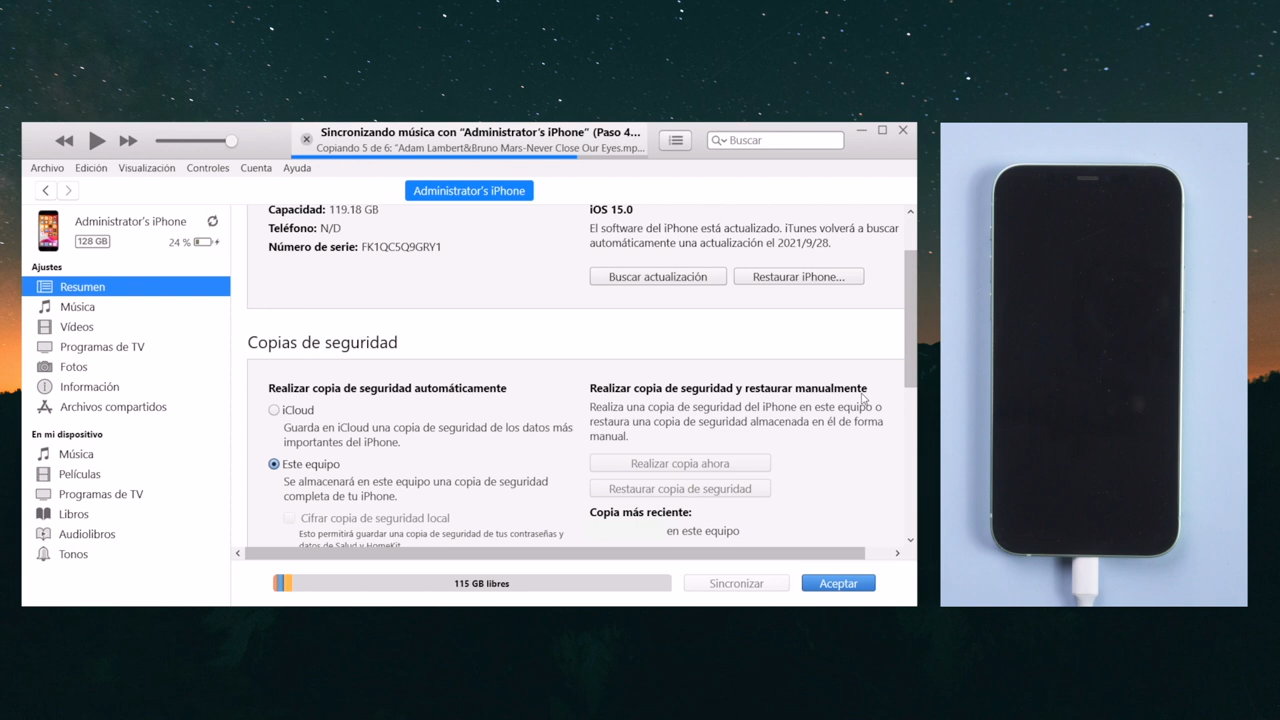 Sincronizando música con “Administrator’s iPhone” (Paso 4...
Copiando 5 de 6: “Adam Lambert&Bruno Mars-Never Close Our Eyes.mp...
Buscar
Archivo Edición Visualización Controles Cuenta Ayuda
Administrator’s iPhone
Administrator’s iPhone
128 GB
24 %
Ajustes
Resumen
Música
Vídeos
Programas de TV
Fotos
Información
Archivos compartidos
En mi dispositivo
Música
Películas
Programas de TV
Libros
Audiolibros
Tonos
Capacidad: 119.18 GB
Teléfono: N/D
Número de serie: FK1QC5Q9GRY1
iOS 15.0
El software del iPhone está actualizado. iTunes volverá a buscar
automáticamente una actualización el 2021/9/28.
Buscar actualización
Restaurar iPhone...
Copias de seguridad
Realizar copia de seguridad automáticamente
iCloud
Guarda en iCloud una copia de seguridad de los datos más
importantes del iPhone.
Este equipo
Se almacenará en este equipo una copia de seguridad
completa de tu iPhone.
Cifrar copia de seguridad local
Esto permitirá guardar una copia de seguridad de tus contraseñas y
datos de Salud y HomeKit.
Realizar copia de seguridad y restaurar manualmente
Realiza una copia de seguridad del iPhone en este equipo o
restaura una copia de seguridad almacenada en él de forma
manual.
Realizar copia ahora
Restaurar copia de seguridad
Copia más reciente:
en este equipo
115 GB libres
Sincronizar
Aceptar